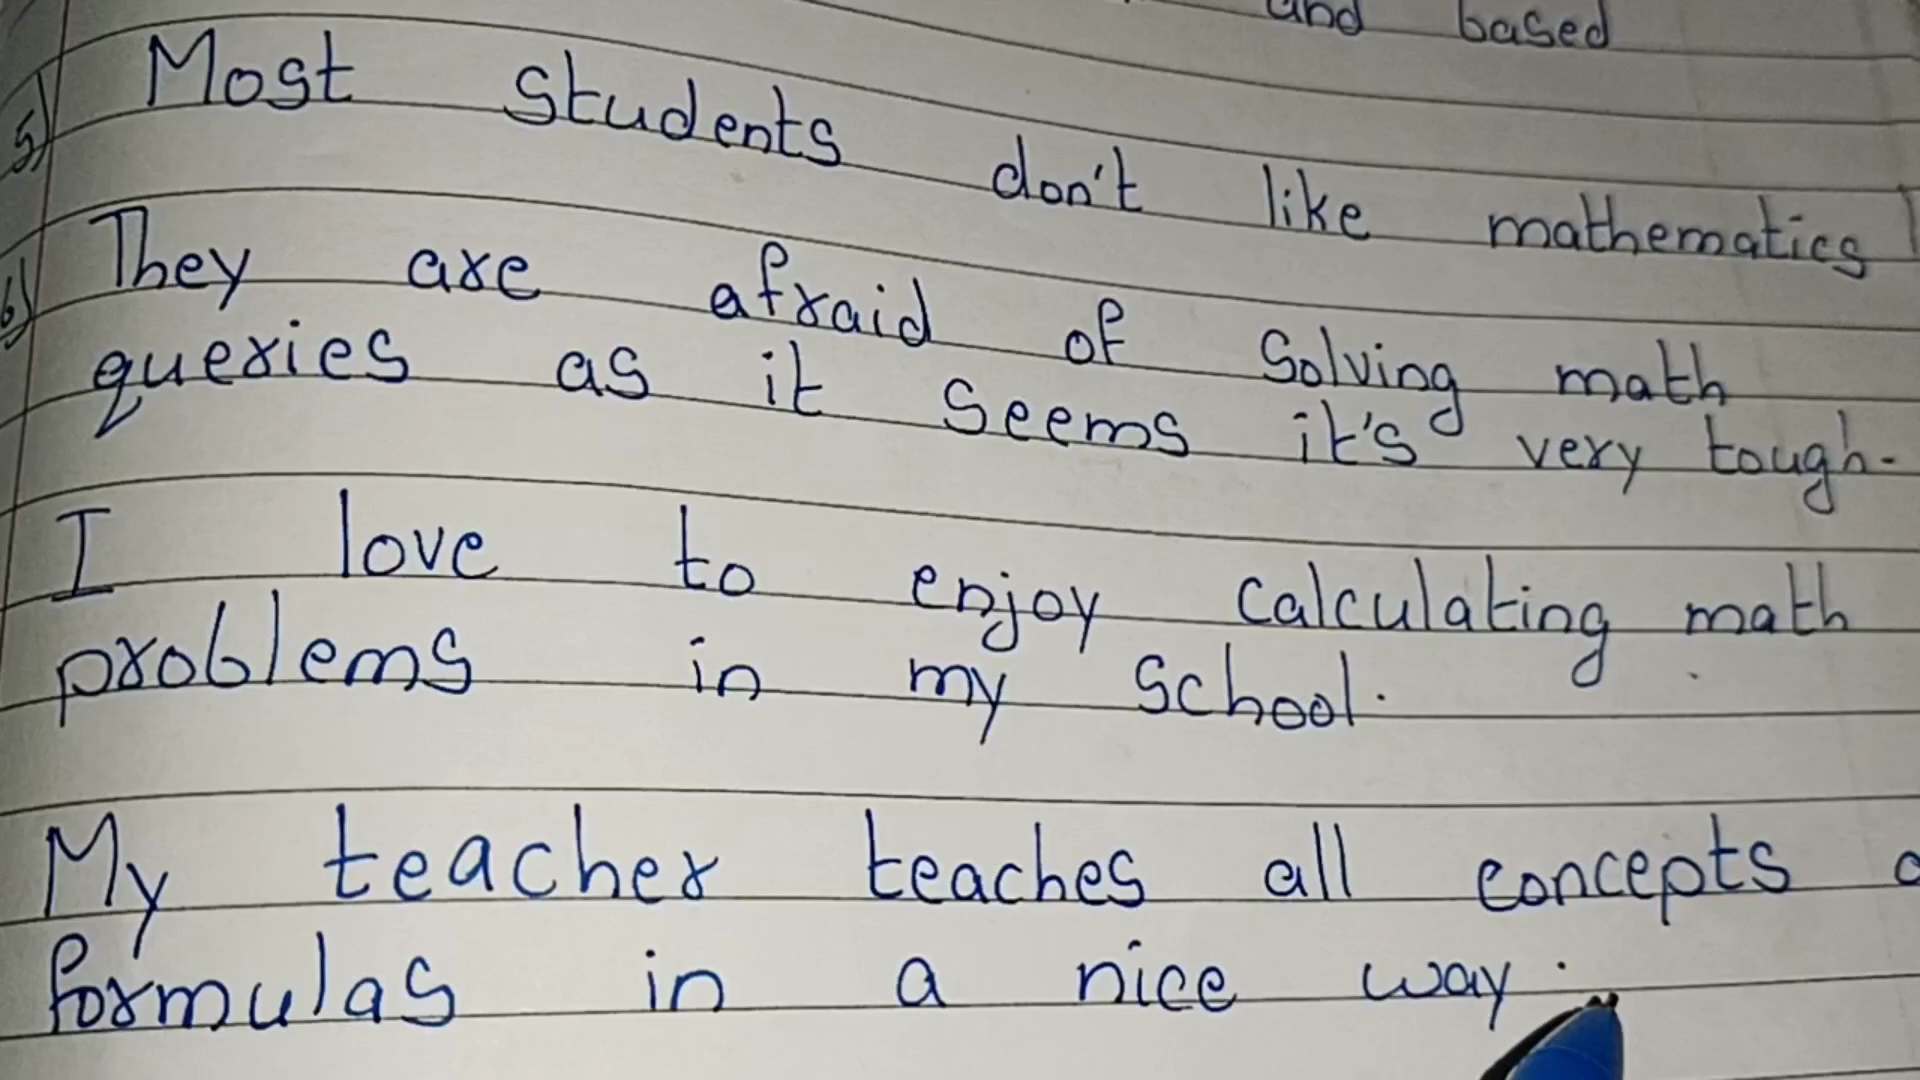 and based
5) Most students don't like mathematics
6) They are afraid of solving math
queries as it seems it's very tough.
I love to enjoy calculating math
problems in my school.
My teacher teaches all concepts
formulas in a nice way.